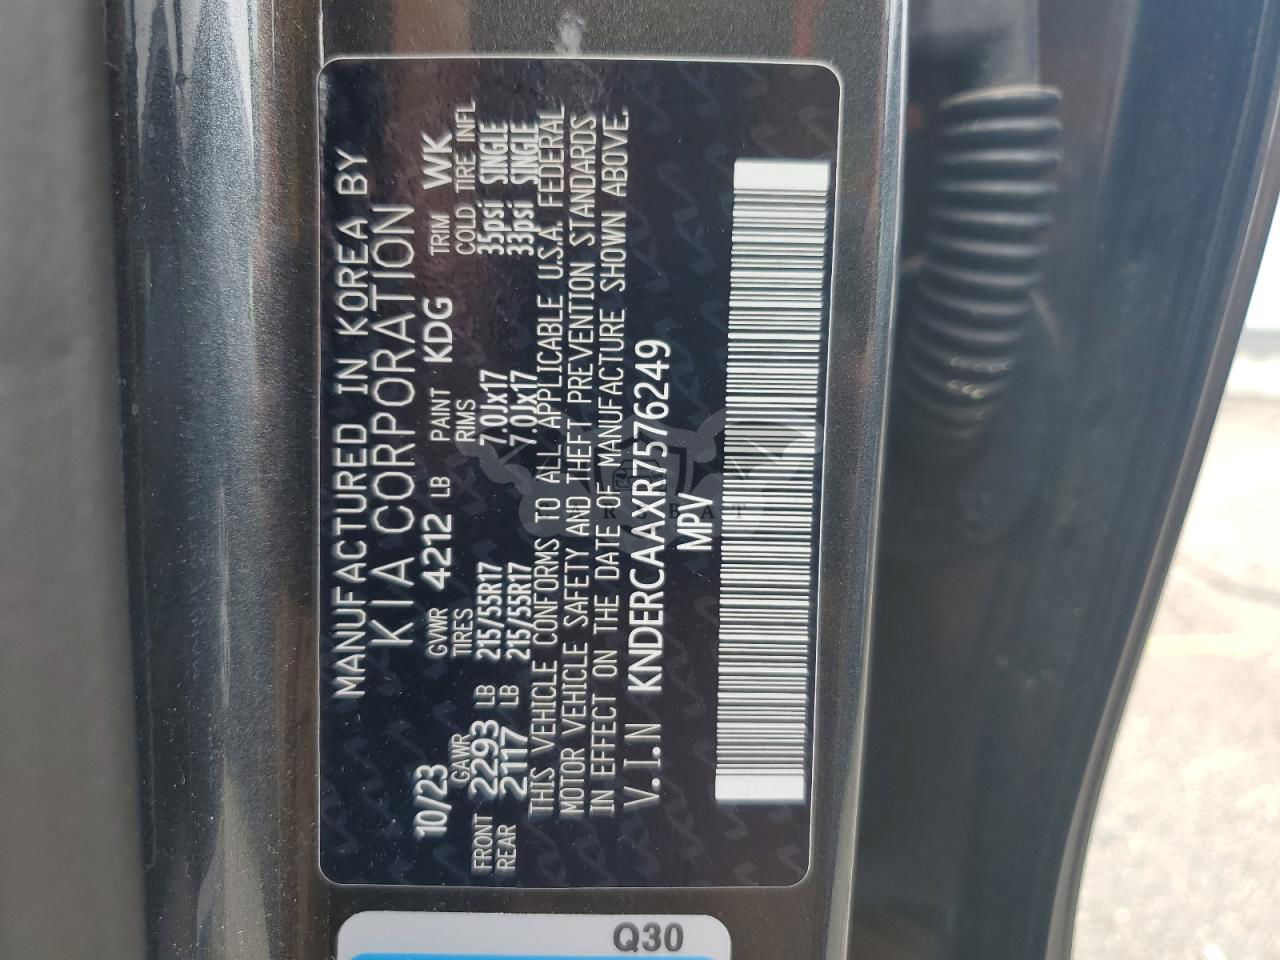 MANUFACTURED IN KOREA BY
KIA CORPORATION
10/23 GVWR 4212 LB PAINT KDG TRIM WK
GAWR TIRES RIMS COLD TIRE INFL
FRONT 2293 LB 215/55R17 7.0Jx17 35psi SINGLE
REAR 2117 LB 215/55R17 7.0Jx17 33psi SINGLE
THIS VEHICLE CONFORMS TO ALL APPLICABLE U.S.A. FEDERAL
MOTOR VEHICLE SAFETY AND THEFT PREVENTION STANDARDS
IN EFFECT ON THE DATE OF MANUFACTURE SHOWN ABOVE.
V.I.N KNDERCAAXR7576249
MPV
Q30